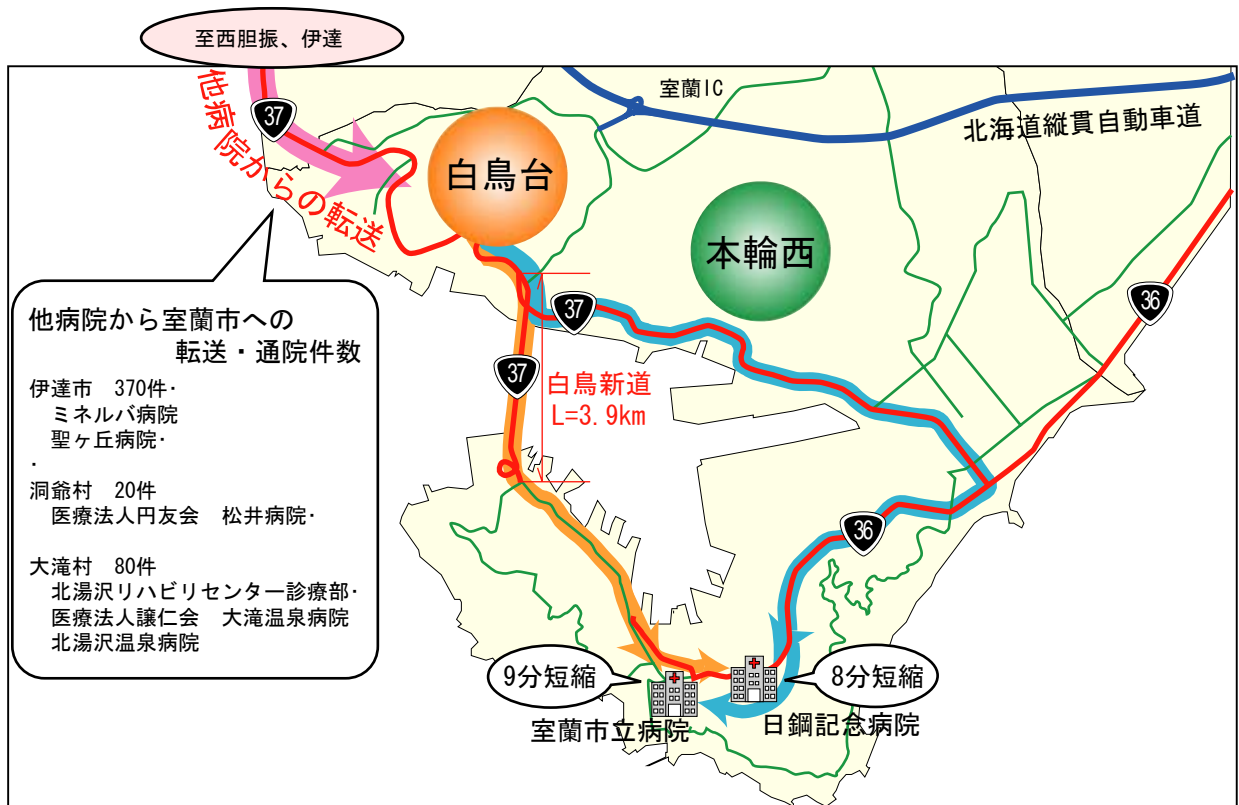 至西胆振、伊達
室蘭IC
北海道縦貫自動車道
37
他病院からの転送
白鳥台
本輪西
36
37
37
白鳥新道
L=3.9km
36
他病院から室蘭市への
転送・通院件数
伊達市　370件・
ミネルバ病院
聖ヶ丘病院・
・
洞爺村　20件
医療法人円友会　松井病院・
大滝村　80件
北湯沢リハビリセンター診療部・
医療法人譲仁会　大滝温泉病院
北湯沢温泉病院
9分短縮
8分短縮
室蘭市立病院
日鋼記念病院